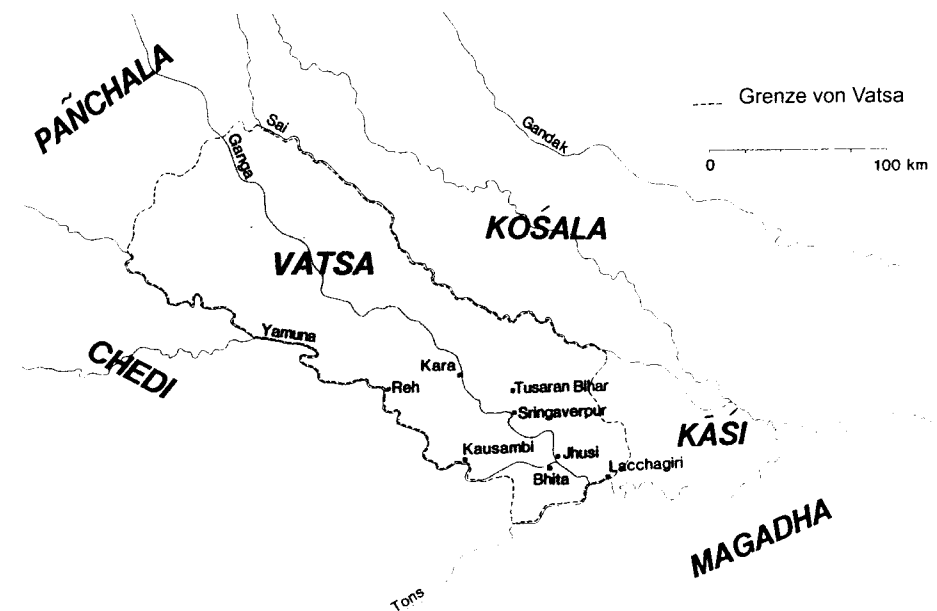 PAÑCHALA
Grenze von Vatsa
Gandak
0 100 km
Sai
Ganga
KOŚALA
VATSA
Yamuna
CHEDI
Kara
Reh
Tusaran Bihar
Sringaverpur
KĀŚI
Kausambi
Jhusi
Lacchagiri
Bhita
MAGADHA
Tons